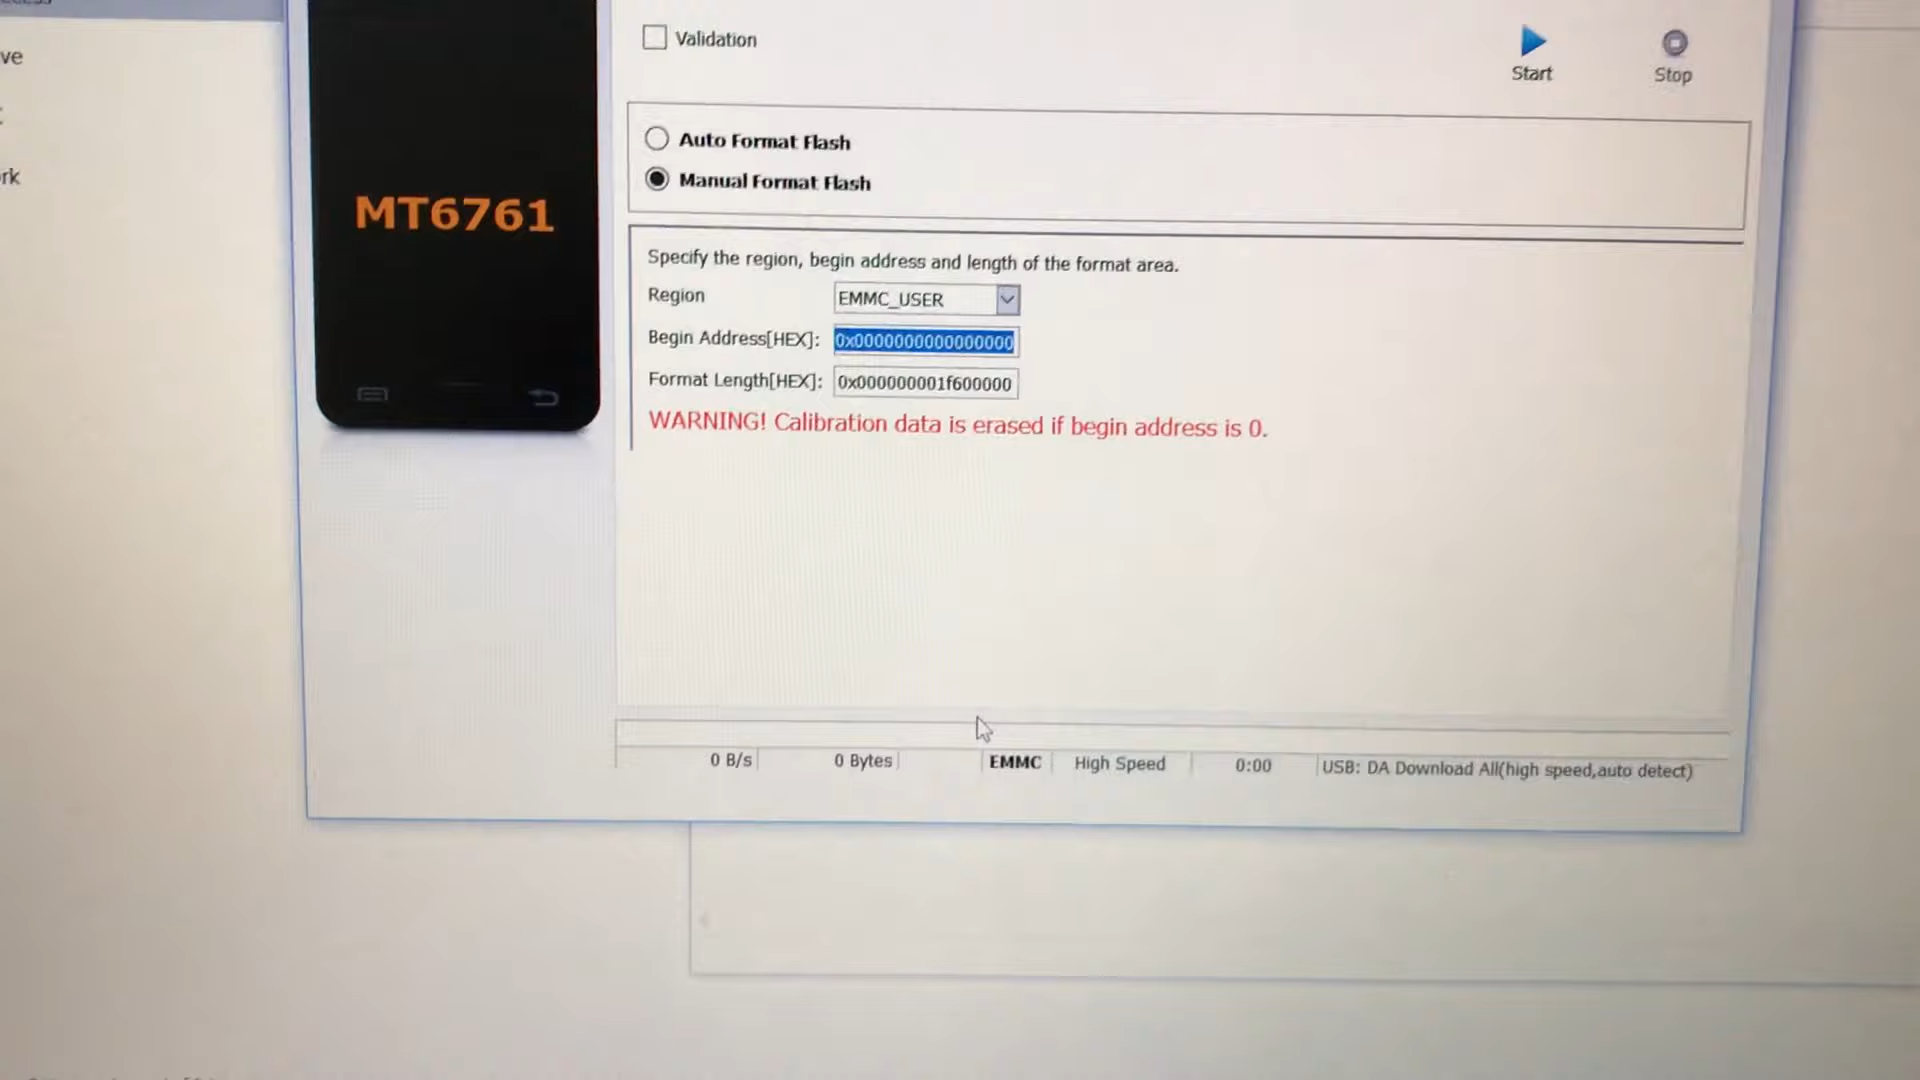 ve
Validation
Start
Stop
rk
Auto Format Flash
Manual Format Flash
MT6761
Specify the region, begin address and length of the format area.
Region
EMMC_USER
Begin Address[HEX]:
0x0000000000000000
Format Length[HEX]:
0x000000001f600000
WARNING! Calibration data is erased if begin address is 0.
0 B/s
0 Bytes
EMMC
High Speed
0:00
USB: DA Download All(high speed,auto detect)